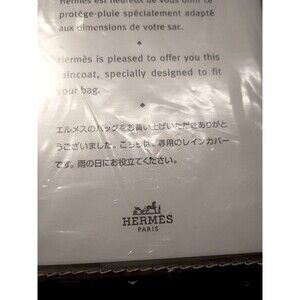 Hermès est heureux de vous offrir ce
protège-pluie spécialement adapté
aux dimensions de votre sac.
Hermès is pleased to offer you this
raincoat, specially designed to fit
your bag.
エルメスのバッグをお買い上げいただきありがと
うございました。こちらは、専用のレインカバー
です。雨の日にお役立てください。
HERMÈS
PARIS